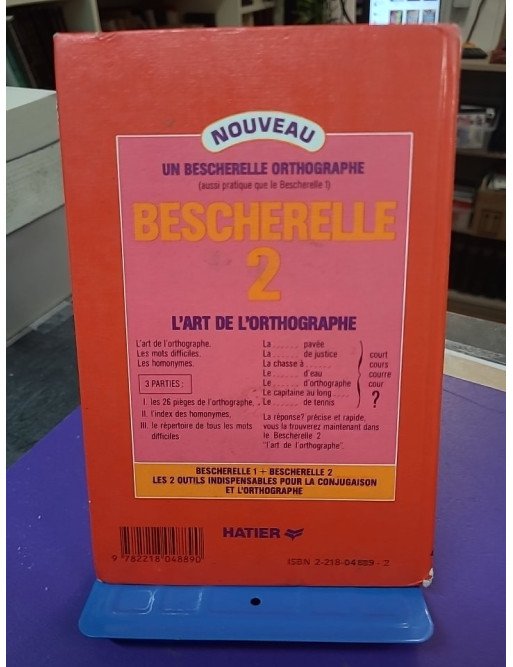 NOUVEAU
UN BESCHERELLE ORTHOGRAPHE
(aussi pratique que le Bescherelle 1)
BESCHERELLE
2
L'ART DE L'ORTHOGRAPHE
L'art de l'orthographe.
Les mots difficiles.
Les homonymes.
3 PARTIES :
I. les 26 pièges de l'orthographe,
II. l'index des homonymes,
III. le répertoire de tous les mots
difficiles
La ...... pavée
La ...... de justice
La chasse à ......
Le ...... d'eau
Le ...... d'orthographe
Le capitaine au long ....
Le ...... de tennis
court
cours
courre
cour
?
La réponse? précise et rapide,
vous la trouverez maintenant dans
le Bescherelle 2
"l'art de l'orthographe".
BESCHERELLE 1 + BESCHERELLE 2
LES 2 OUTILS INDISPENSABLES POUR LA CONJUGAISON
ET L'ORTHOGRAPHE
HATIER
9 782218 048890
ISBN 2-218-04889-2